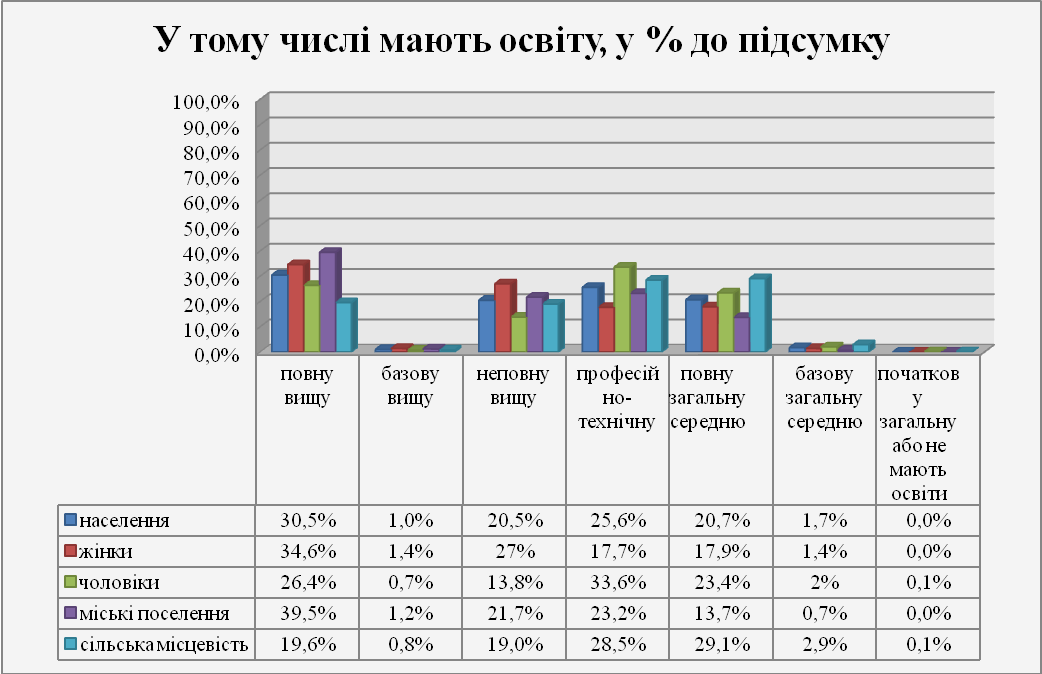 У тому числі мають освіту, у % до підсумку
100,0%
90,0%
80,0%
70,0%
60,0%
50,0%
40,0%
30,0%
20,0%
10,0%
0,0%
повну вищу
базову вищу
неповну вищу
професій
но-
технічну
повну загальну середню
базову загальну середню
початков
у
загальну
або не
мають
освіти
населення 30,5% 1,0% 20,5% 25,6% 20,7% 1,7% 0,0%
жінки 34,6% 1,4% 27% 17,7% 17,9% 1,4% 0,0%
чоловіки 26,4% 0,7% 13,8% 33,6% 23,4% 2% 0,1%
міські поселення 39,5% 1,2% 21,7% 23,2% 13,7% 0,7% 0,0%
сільська місцевість 19,6% 0,8% 19,0% 28,5% 29,1% 2,9% 0,1%